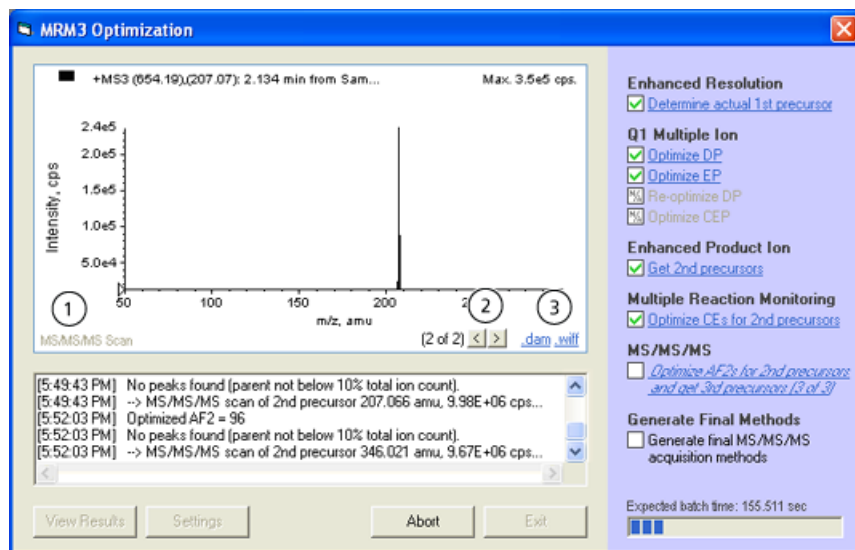 MRM3 Optimization
+MS3 (654.19),(207.07): 2.134 min from Sam...
Max. 3.5e5 cps.
Intensity, cps
2.4e5
2.0e5
1.5e5
1.0e5
5.0e4
50
100
150
200
m/z, amu
1
2
3
MS/MS/MS Scan
(2 of 2) < >
.dam .wiff
[5:49:43 PM] No peaks found (parent not below 10% total ion count).
[5:49:43 PM] --> MS/MS/MS scan of 2nd precursor 207.066 amu, 9.98E+06 cps...
[5:52:03 PM] Optimized AF2 = 96
[5:52:03 PM] No peaks found (parent not below 10% total ion count).
[5:52:03 PM] --> MS/MS/MS scan of 2nd precursor 346.021 amu, 9.67E+06 cps...
View Results
Settings
Abort
Exit
Enhanced Resolution
Determine actual 1st precursor
Q1 Multiple Ion
Optimize DP
Optimize EP
Re-optimize DP
Optimize CEP
Enhanced Product Ion
Get 2nd precursors
Multiple Reaction Monitoring
Optimize CEs for 2nd precursors
MS/MS/MS
Optimize AF2s for 2nd precursors
and get 3rd precursors (3 of 3)
Generate Final Methods
Generate final MS/MS/MS
acquisition methods
Expected batch time: 155.511 sec